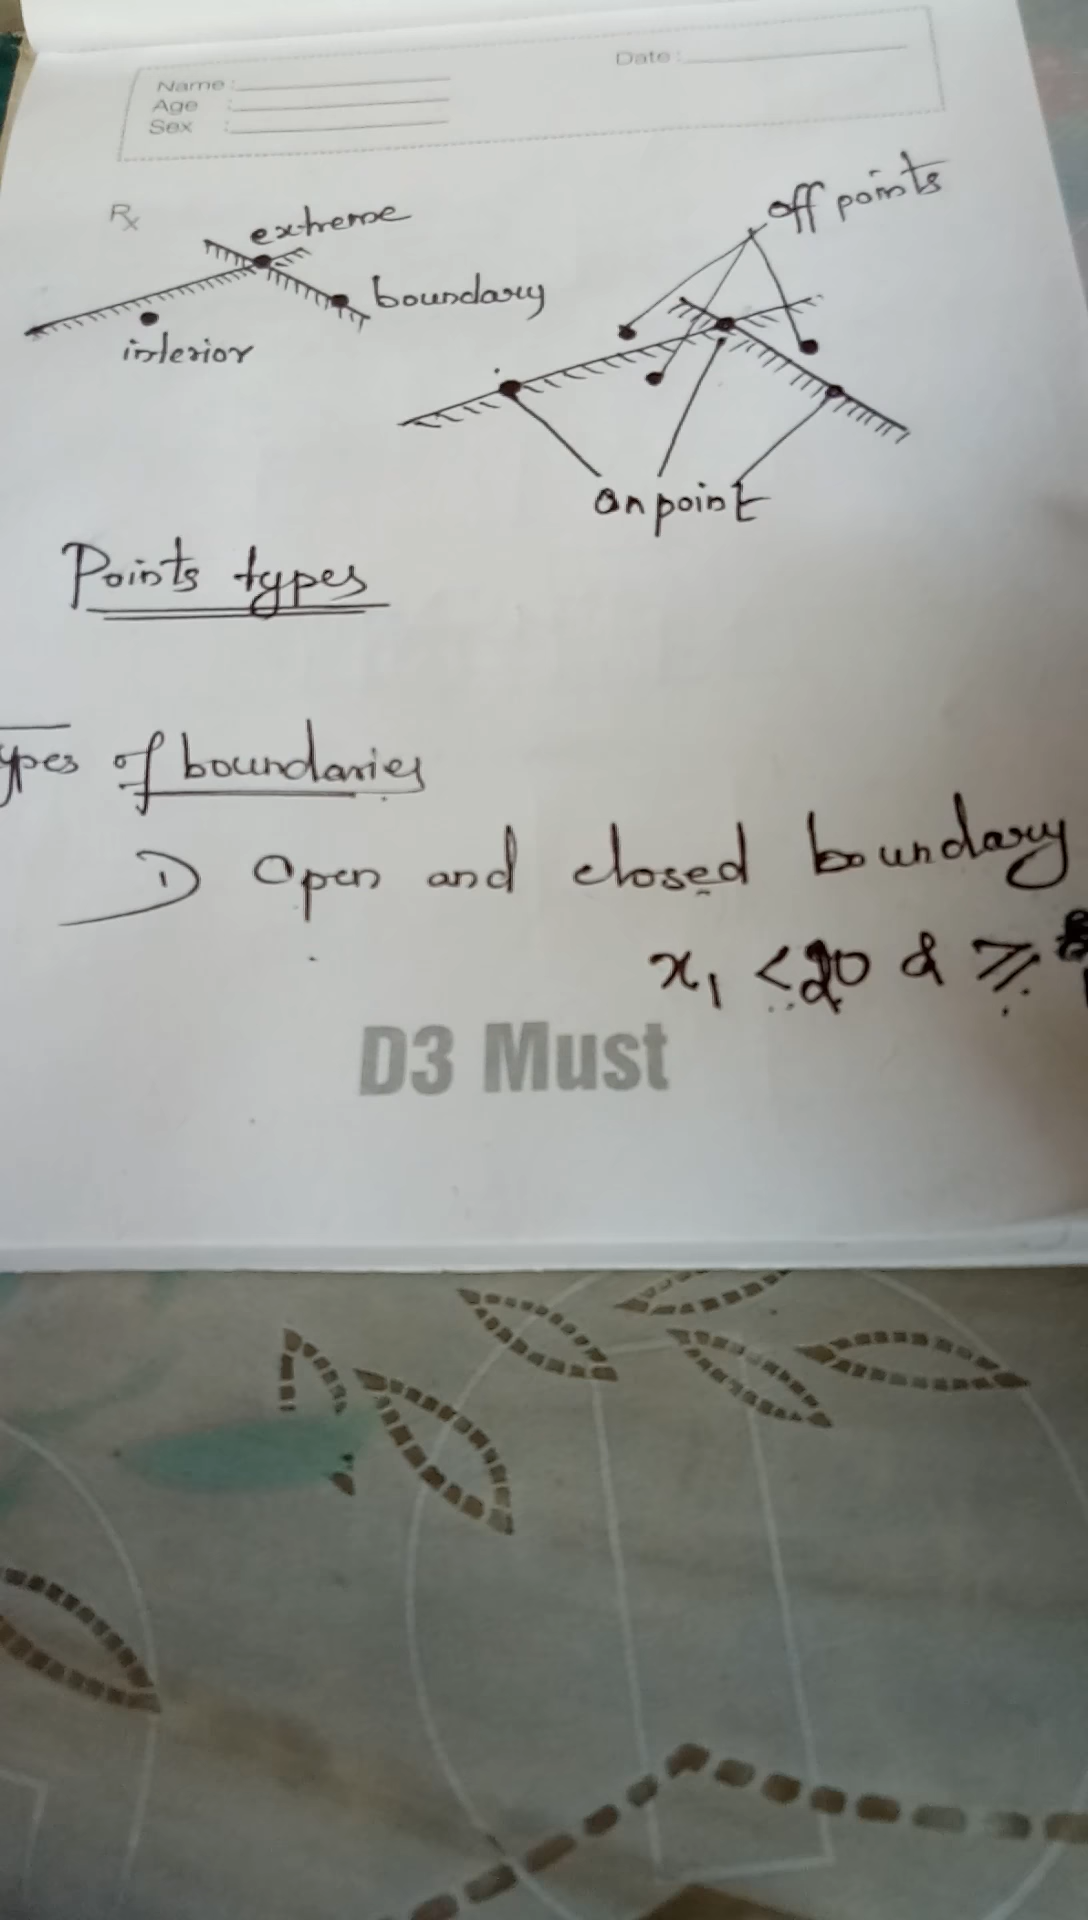 Name :
Age :
Sex :
Date :
Rx
extreme
boundary
interior
off points
on point
Points types
ypes of boundaries
1) Open and closed boundary
x₁ < 20 & ≥
D3 Must